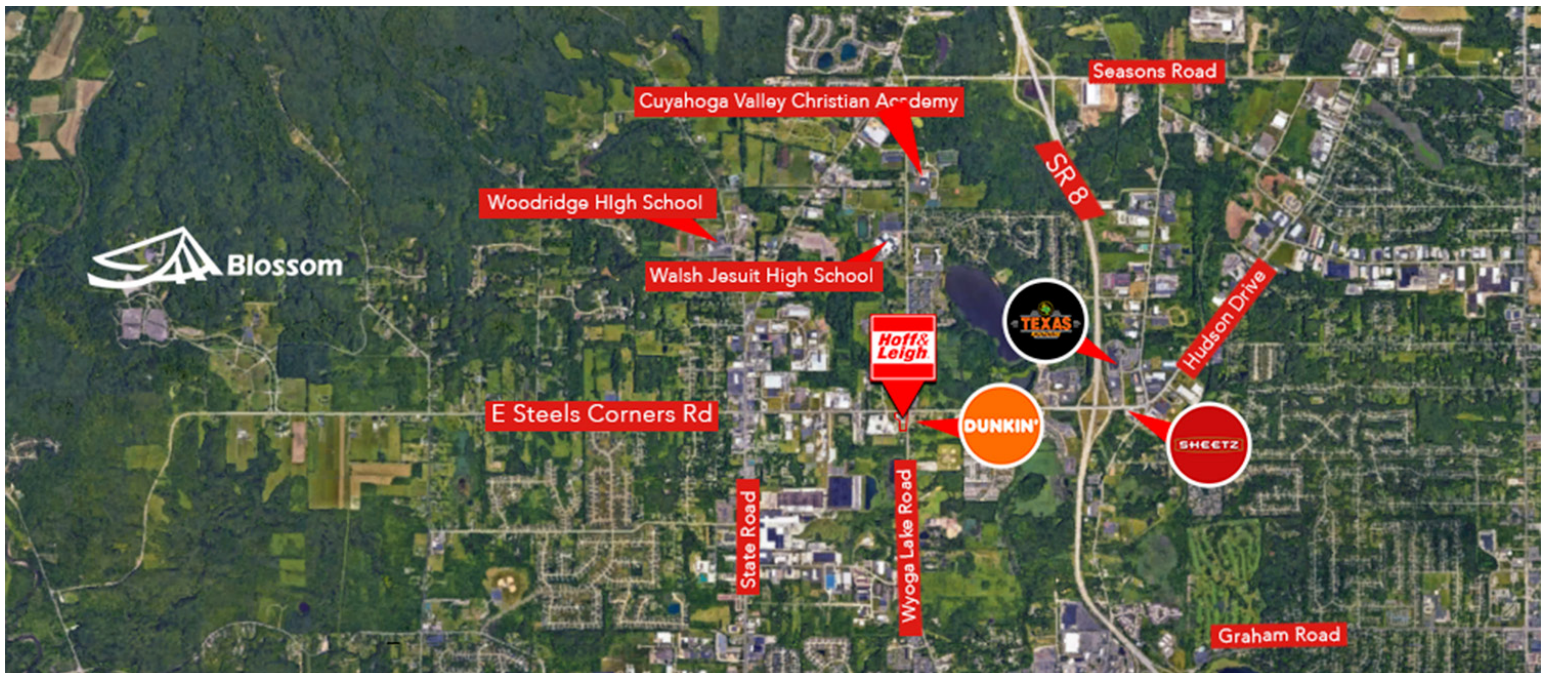 Seasons Road
Cuyahoga Valley Christian Academy
SR 8
Woodridge HIgh School
Blossom
Walsh Jesuit High School
Hudson Drive
TEXAS
Hoff&
Leigh
E Steels Corners Rd
DUNKIN'
SHEETZ
State Road
Wyoga Lake Road
Graham Road